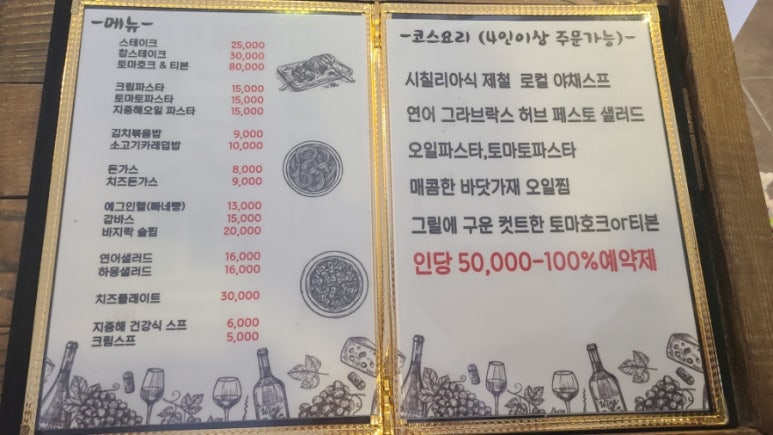 -메뉴-
스테이크 25,000
찹스테이크 30,000
토마호크 & 티본 80,000
크림파스타 15,000
토마토파스타 15,000
지중해오일 파스타 15,000
김치볶음밥 9,000
소고기카레덥밥 10,000
돈가스 8,000
치즈돈가스 9,000
에그인헬(빠네빵) 13,000
감바스 15,000
바지락 술찜 20,000
연어샐러드 16,000
하몽샐러드 16,000
치즈플레이트 30,000
지중해 건강식 스프 6,000
크림스프 5,000
-코스요리 (4인이상 주문가능)-
시칠리아식 제철 로컬 야채스프
연어 그라브락스 허브 페스토 샐러드
오일파스타,토마토파스타
매콤한 바닷가재 오일찜
그릴에 구운 컷트한 토마호크or티본
인당 50,000-100%예약제